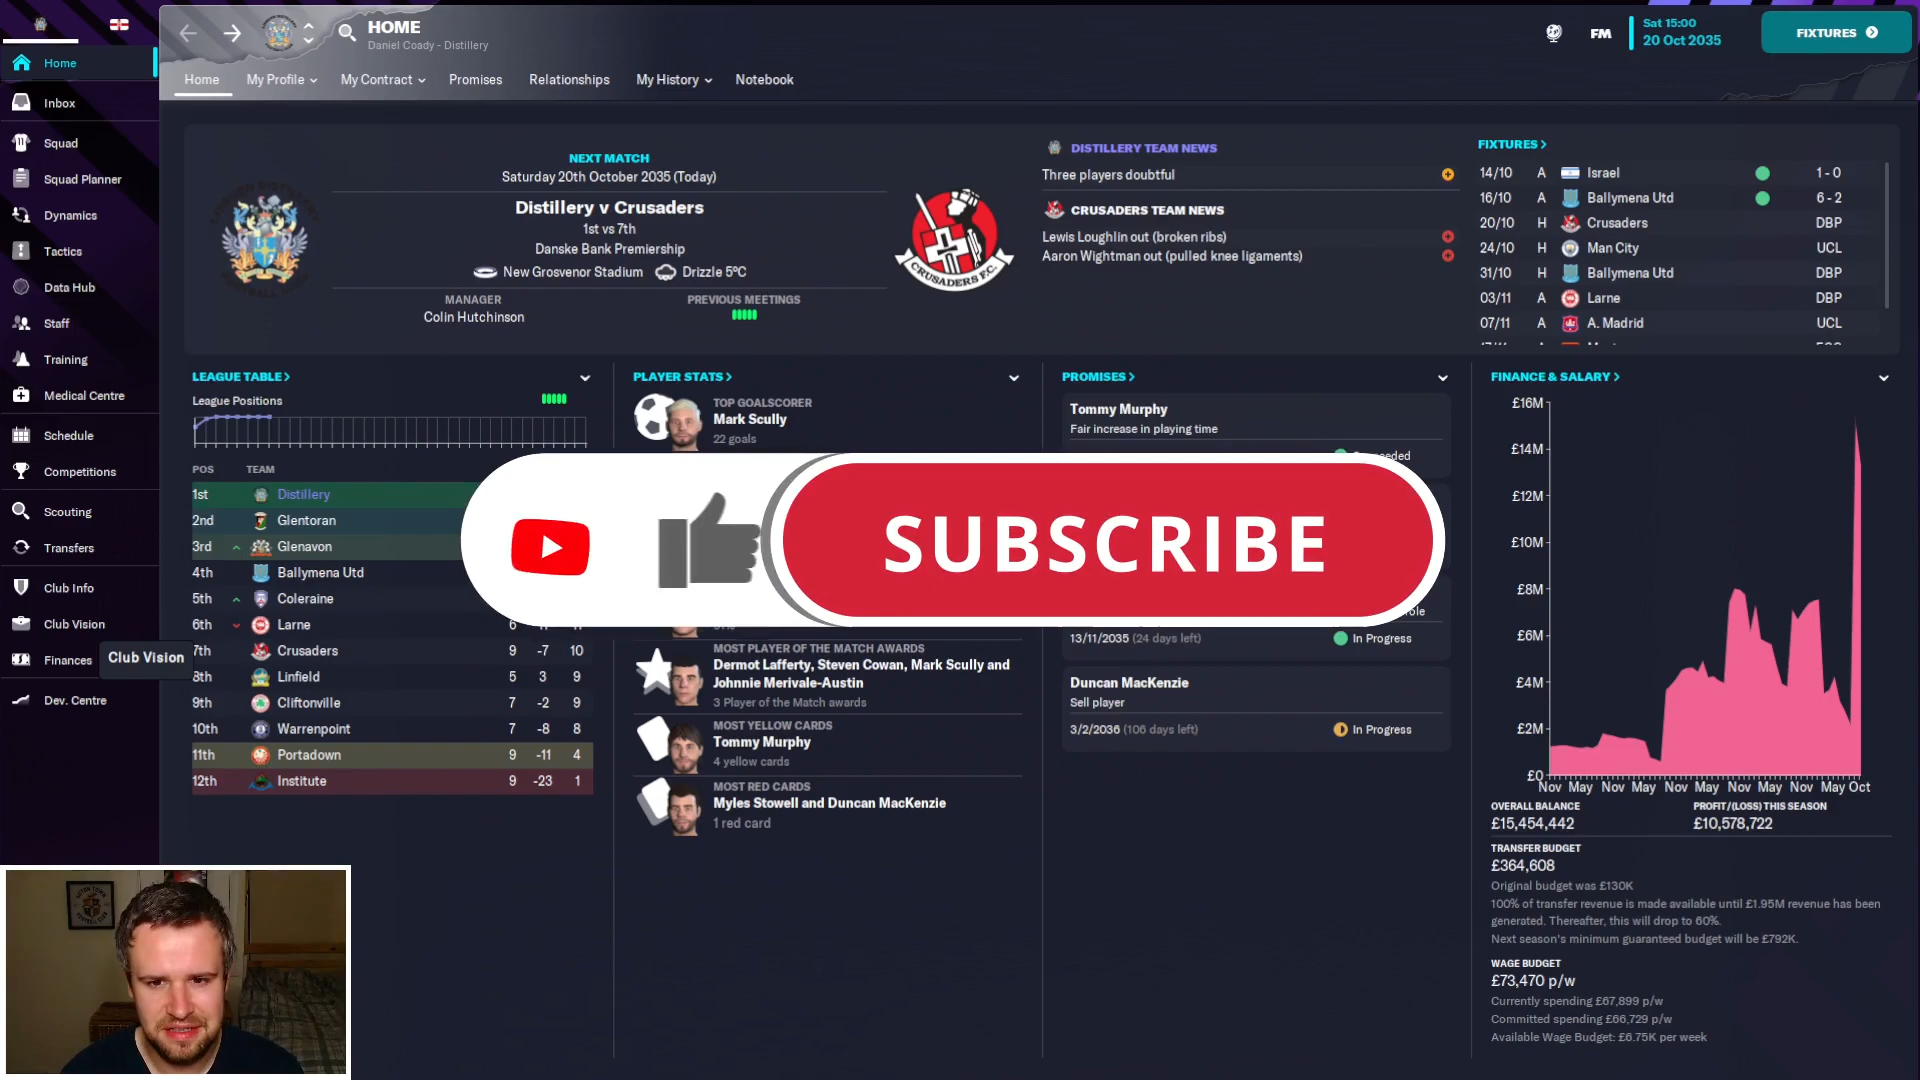 HOME
Daniel Coady - Distillery
FM
Sat 15:00
20 Oct 2035
FIXTURES
Home
My Profile
My Contract
Promises
Relationships
My History
Notebook
Home
Inbox
Squad
Squad Planner
Dynamics
Tactics
Data Hub
Staff
Training
Medical Centre
Schedule
Competitions
Scouting
Transfers
Club Info
Club Vision
Finances
Club Vision
Dev. Centre
NEXT MATCH
Saturday 20th October 2035 (Today)
Distillery v Crusaders
1st vs 7th
Danske Bank Premiership
New Grosvenor Stadium
Drizzle 5ºC
MANAGER
Colin Hutchinson
PREVIOUS MEETINGS
CRUSADERS F.C.
DISTILLERY TEAM NEWS
Three players doubtful
CRUSADERS TEAM NEWS
Lewis Loughlin out (broken ribs)
Aaron Wightman out (pulled knee ligaments)
FIXTURES
14/10 A Israel 1 - 0
16/10 A Ballymena Utd 6 - 2
20/10 H Crusaders DBP
24/10 H Man City UCL
31/10 H Ballymena Utd DBP
03/11 A Larne DBP
07/11 A A. Madrid UCL
LEAGUE TABLE
League Positions
POS TEAM
1st Distillery
2nd Glentoran
3rd Glenavon
4th Ballymena Utd
5th Coleraine
6th Larne
7th Crusaders 9 -7 10
8th Linfield 5 3 9
9th Cliftonville 7 -2 9
10th Warrenpoint 7 -8 8
11th Portadown 9 -11 4
12th Institute 9 -23 1
PLAYER STATS
TOP GOALSCORER
Mark Scully
22 goals
SUBSCRIBE
MOST PLAYER OF THE MATCH AWARDS
Dermot Lafferty, Steven Cowan, Mark Scully and
Johnnie Merivale-Austin
3 Player of the Match awards
MOST YELLOW CARDS
Tommy Murphy
4 yellow cards
MOST RED CARDS
Myles Stowell and Duncan MacKenzie
1 red card
PROMISES
Tommy Murphy
Fair increase in playing time
13/11/2035 (24 days left)
In Progress
Duncan MacKenzie
Sell player
3/2/2036 (106 days left)
In Progress
FINANCE & SALARY
£16M
£14M
£12M
£10M
£8M
£6M
£4M
£2M
£0
Nov May Nov May Nov May Nov May Oct
OVERALL BALANCE
£15,454,442
PROFIT/(LOSS) THIS SEASON
£10,578,722
TRANSFER BUDGET
£364,608
Original budget was £130K
100% of transfer revenue is made available until £1.95M revenue has been
generated. Thereafter, this will drop to 60%.
Next season's minimum guaranteed budget will be £792K.
WAGE BUDGET
£73,470 p/w
Currently spending £67,899 p/w
Committed spending £66,729 p/w
Available Wage Budget: £6.75K per week
LUTON TOWN